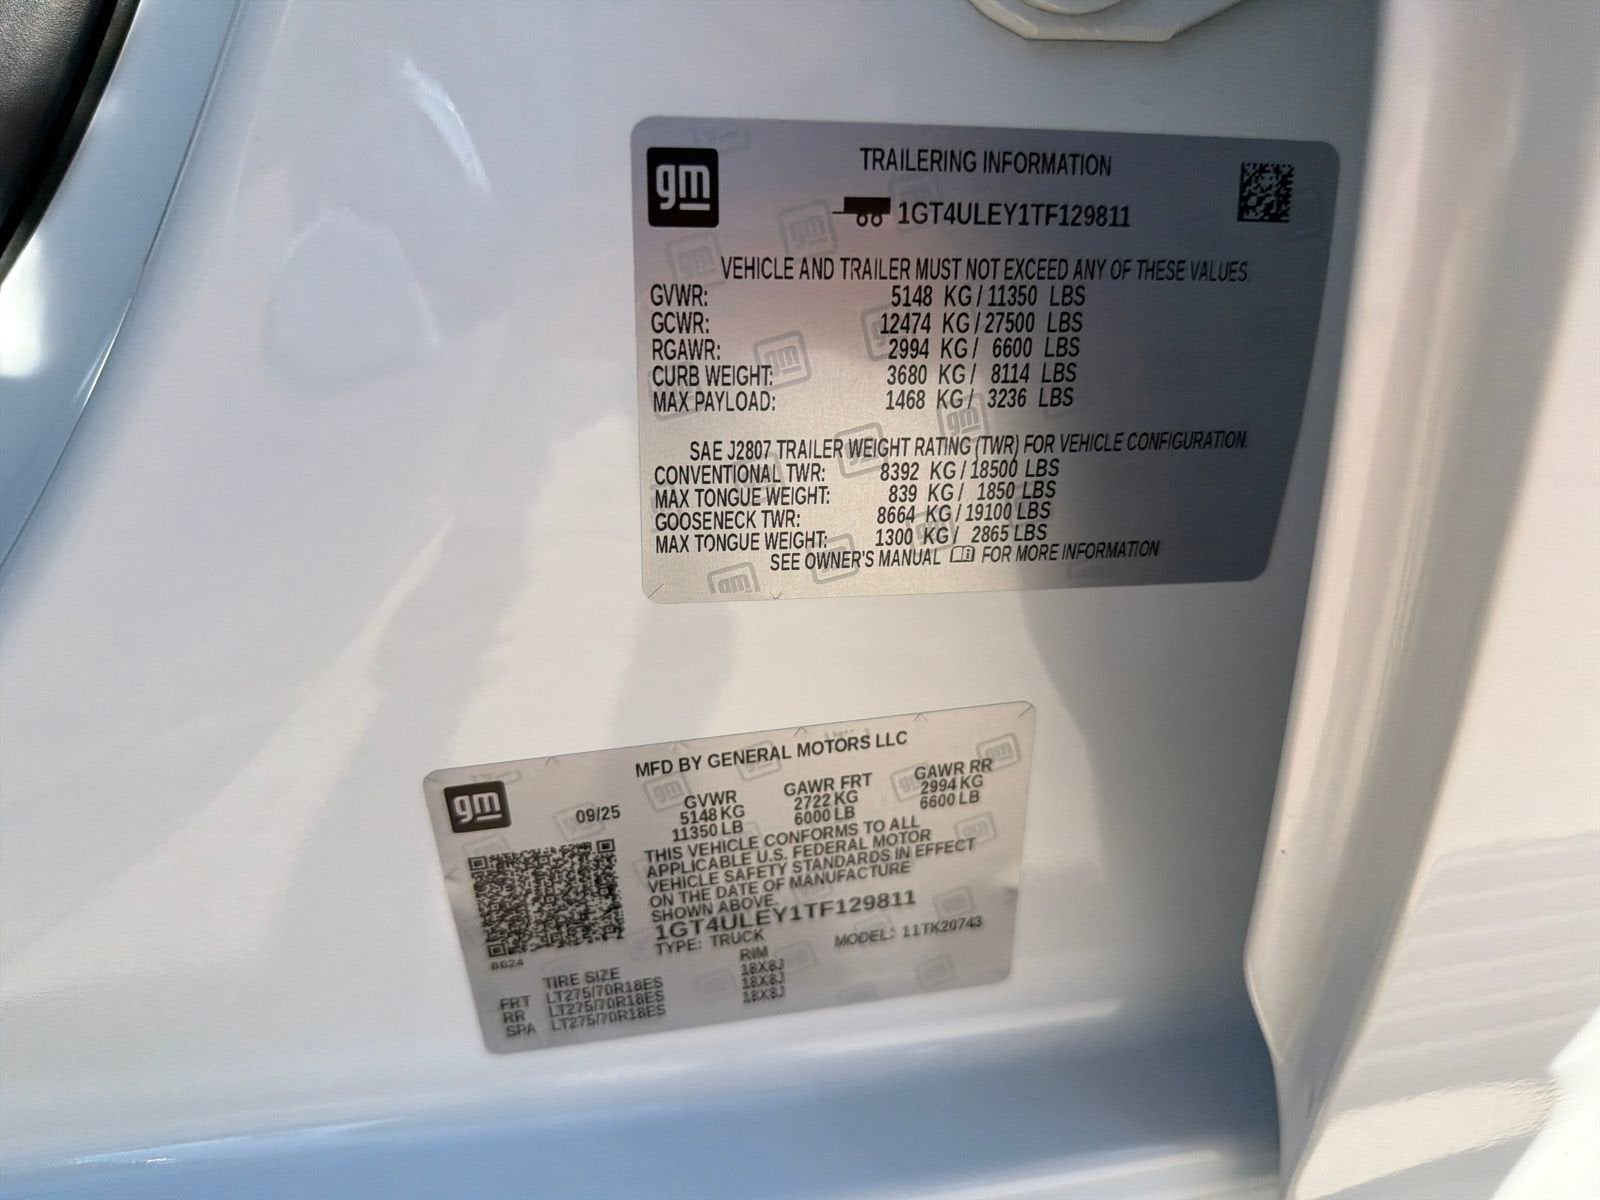 gm
TRAILERING INFORMATION
1GT4ULEY1TF129811
VEHICLE AND TRAILER MUST NOT EXCEED ANY OF THESE VALUES
GVWR: 5148 KG / 11350 LBS
GCWR: 12474 KG / 27500 LBS
RGAWR: 2994 KG / 6600 LBS
CURB WEIGHT: 3680 KG / 8114 LBS
MAX PAYLOAD: 1468 KG / 3236 LBS
SAE J2807 TRAILER WEIGHT RATING (TWR) FOR VEHICLE CONFIGURATION.
CONVENTIONAL TWR: 8392 KG / 18500 LBS
MAX TONGUE WEIGHT: 839 KG / 1850 LBS
GOOSENECK TWR: 8664 KG / 19100 LBS
MAX TONGUE WEIGHT: 1300 KG / 2865 LBS
SEE OWNER'S MANUAL FOR MORE INFORMATION
gm
MFD BY GENERAL MOTORS LLC
09/25
GVWR GAWR FRT GAWR RR
5148 KG 2722 KG 2994 KG
11350 LB 6000 LB 6600 LB
THIS VEHICLE CONFORMS TO ALL
APPLICABLE U.S. FEDERAL MOTOR
VEHICLE SAFETY STANDARDS IN EFFECT
ON THE DATE OF MANUFACTURE
SHOWN ABOVE.
1GT4ULEY1TF129811
TYPE: TRUCK MODEL: 11TK20743
8624
TIRE SIZE RIM
FRT LT275/70R18ES 18X8J
RR LT275/70R18ES 18X8J
SPA LT275/70R18ES 18X8J